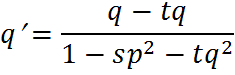 q′ = (q − tq) / (1 − sp² − tq²)